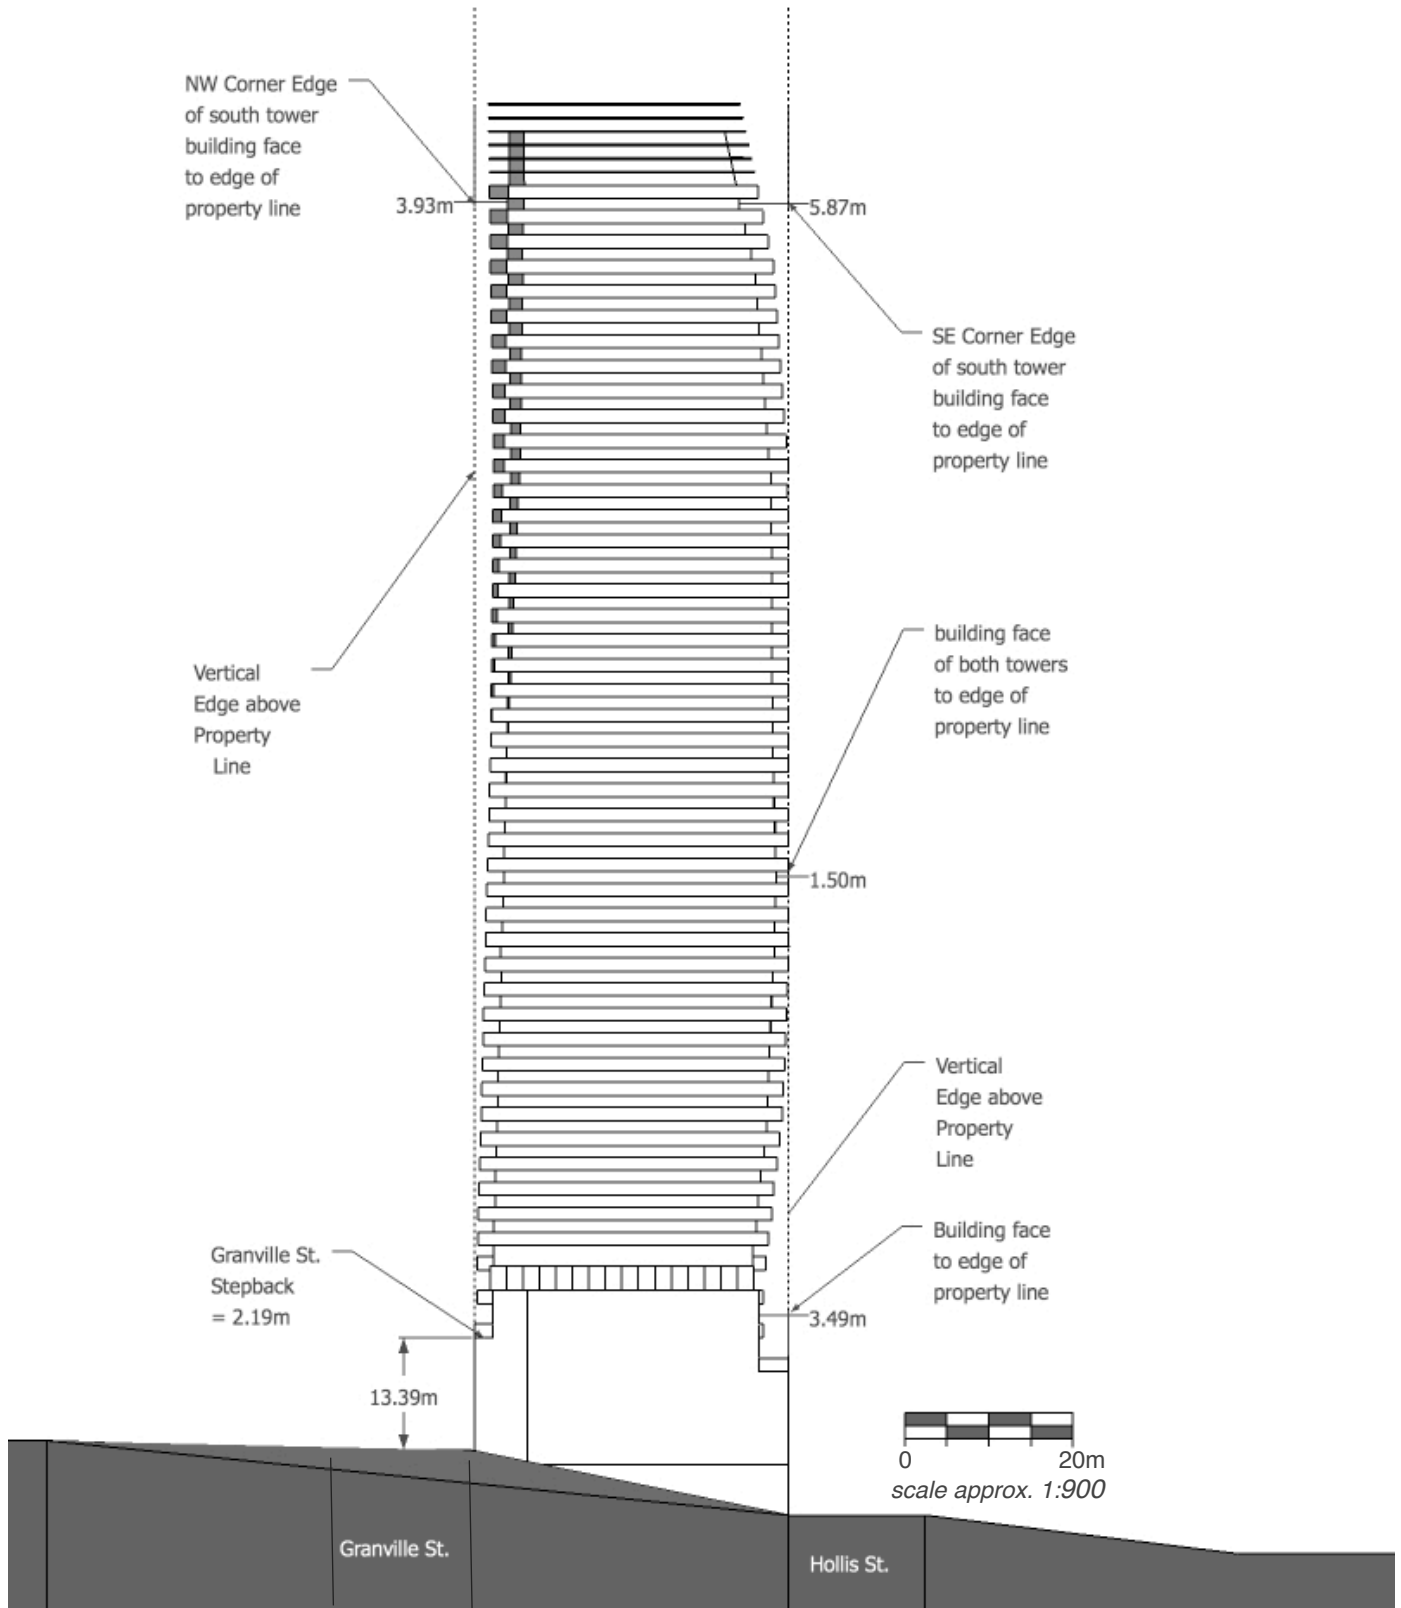 NW Corner Edge
of south tower
building face
to edge of
property line
3.93m
5.87m
SE Corner Edge
of south tower
building face
to edge of
property line
building face
of both towers
to edge of
property line
Vertical
Edge above
Property
Line
1.50m
Vertical
Edge above
Property
Line
Building face
to edge of
property line
Granville St.
Stepback
= 2.19m
3.49m
13.39m
0 20m
scale approx. 1:900
Granville St.
Hollis St.